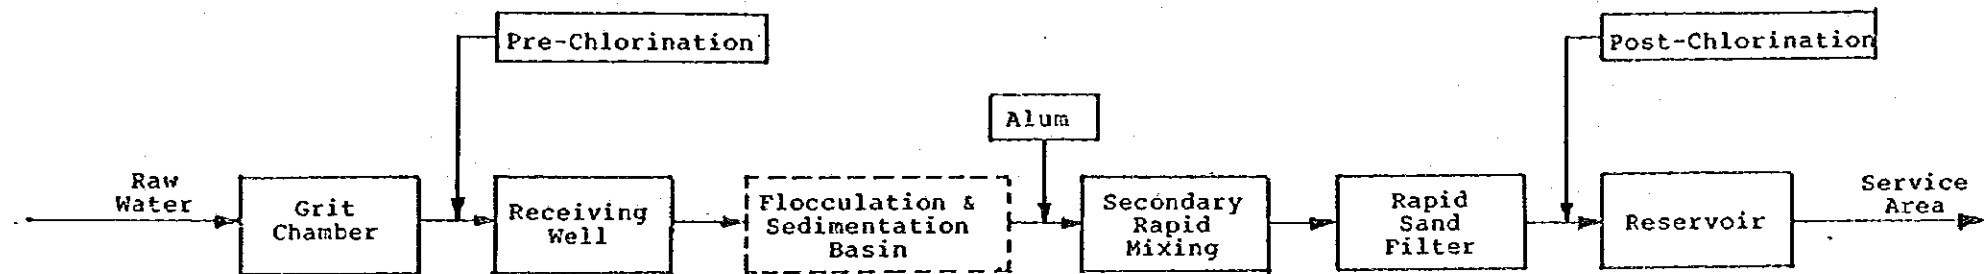 Pre-Chlorination
Post-Chlorination
Alum
Raw
Water
Grit
Chamber
Receiving
Well
Flocculation &
Sedimentation
Basin
Secondary
Rapid
Mixing
Rapid
Sand
Filter
Reservoir
Service
Area